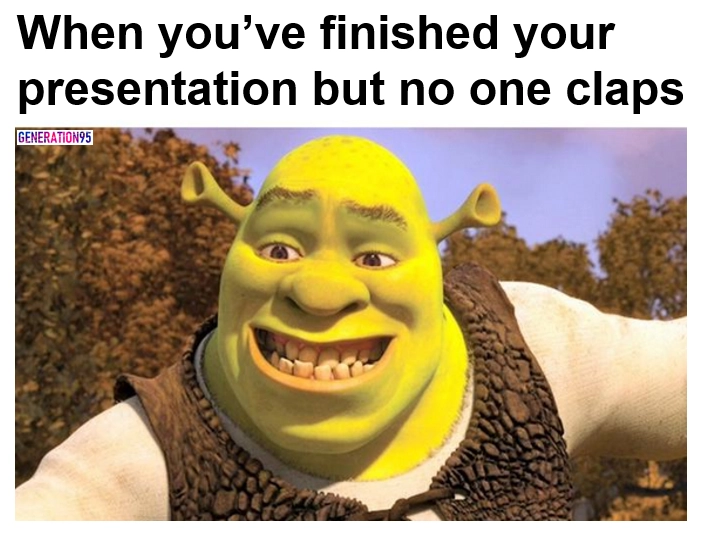 When you’ve finished your
presentation but no one claps
GENERATION95